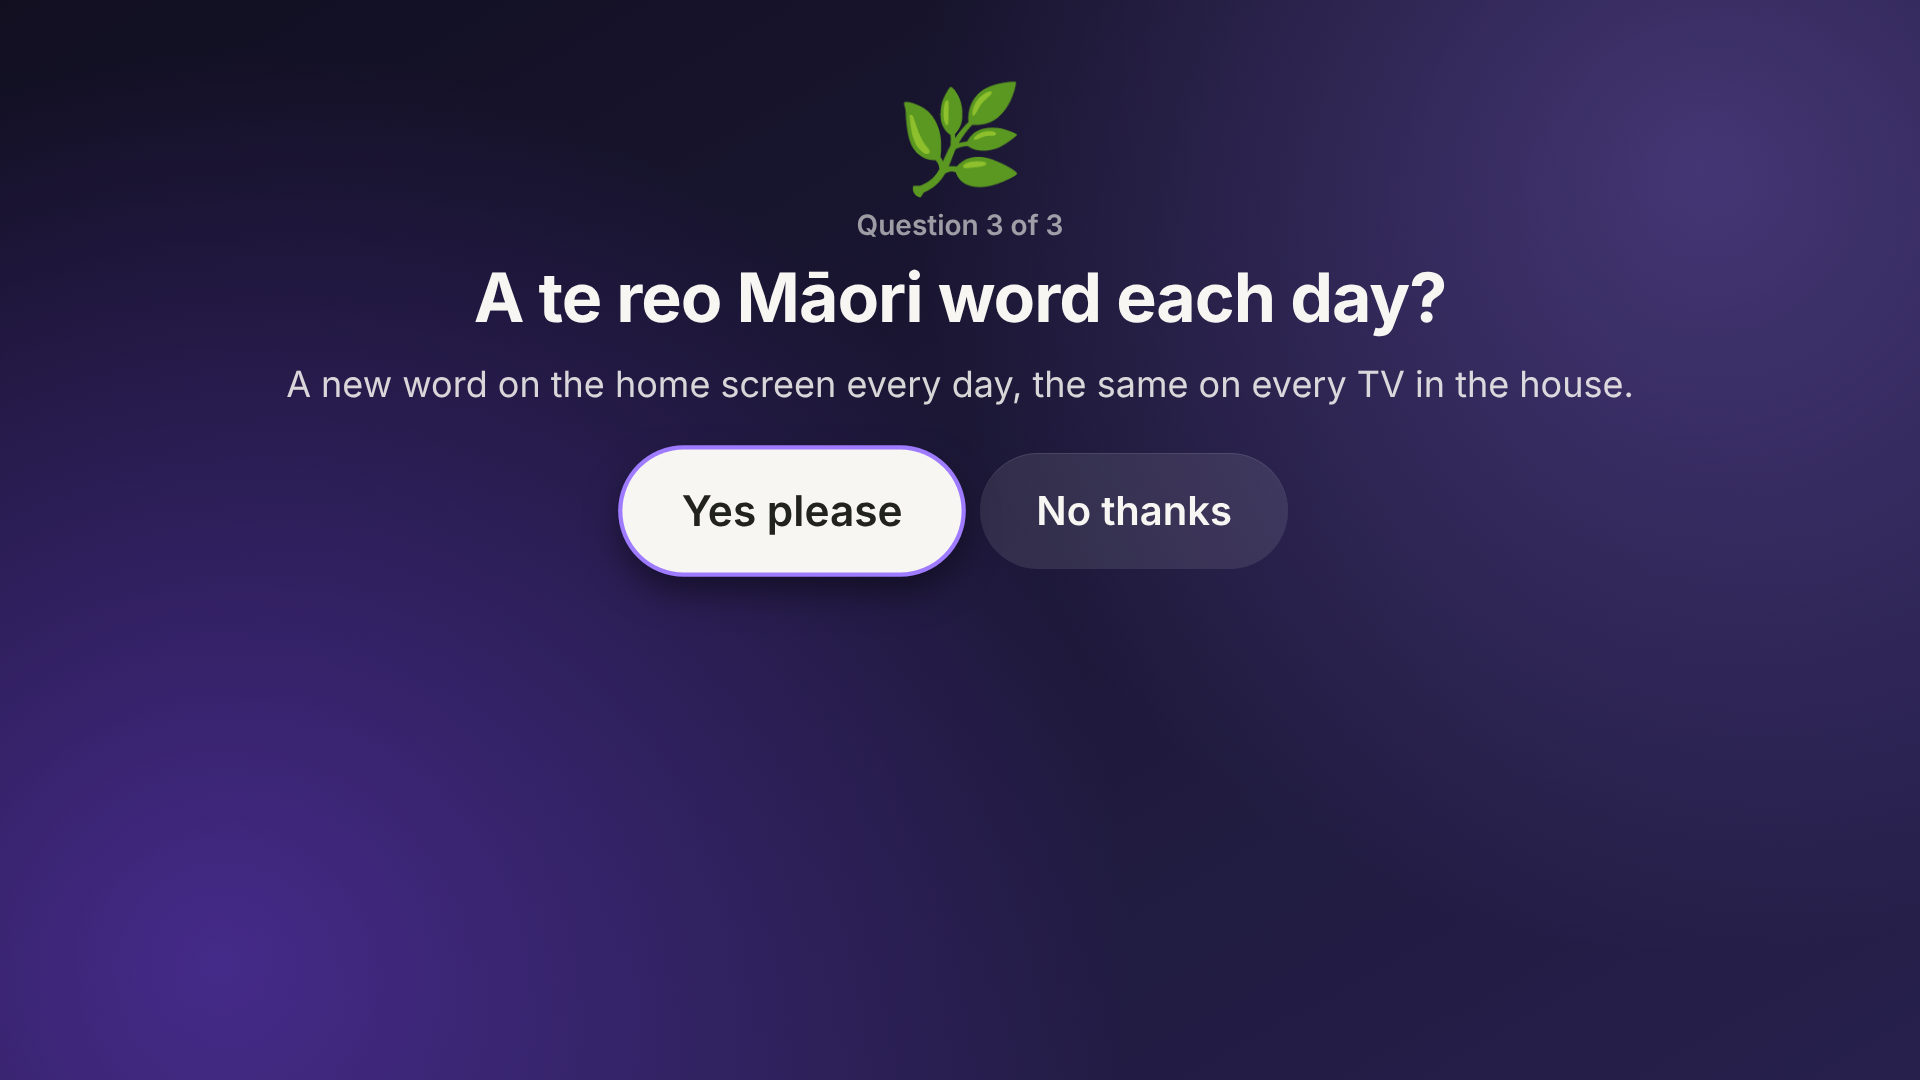 Question 3 of 3
A te reo Māori word each day?
A new word on the home screen every day, the same on every TV in the house.
Yes please
No thanks